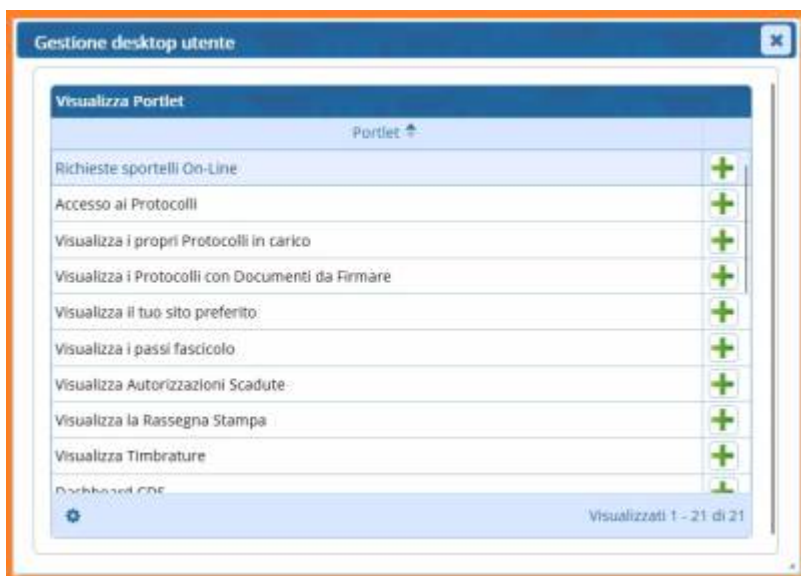 Gestione desktop utente
Visualizza Portlet
Portlet
Richieste sportelli On-Line
Accesso ai Protocolli
Visualizza i propri Protocolli in carico
Visualizza i Protocolli con Documenti da Firmare
Visualizza il tuo sito preferito
Visualizza i passi fascicolo
Visualizza Autorizzazioni Scadute
Visualizza la Rassegna Stampa
Visualizza Timbrature
Dashboard CDS
Visualizzati 1 - 21 di 21